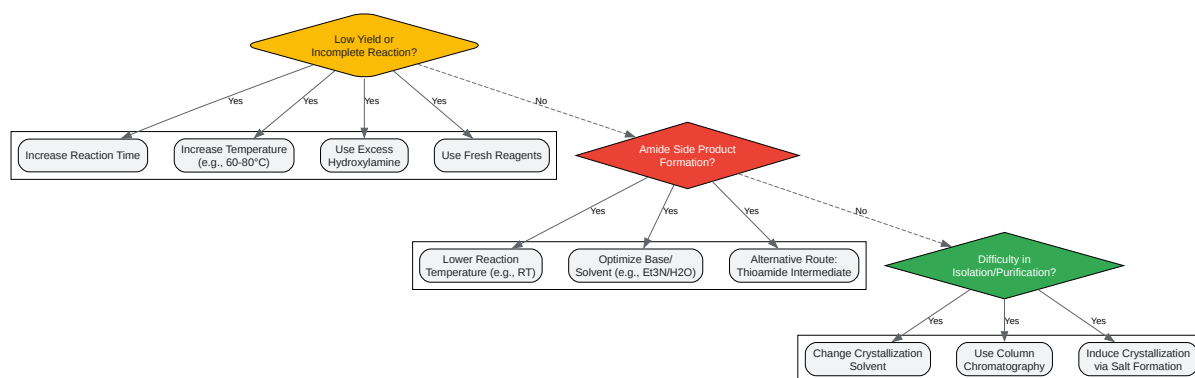 Low Yield or
Incomplete Reaction?
Yes
Yes
Yes
Yes
No
Increase Reaction Time
Increase Temperature
(e.g., 60-80°C)
Use Excess
Hydroxylamine
Use Fresh Reagents
Amide Side Product
Formation?
Yes
Yes
Yes
No
Lower Reaction
Temperature (e.g., RT)
Optimize Base/
Solvent (e.g., Et3N/H2O)
Alternative Route:
Thioamide Intermediate
Difficulty in
Isolation/Purification?
Yes
Yes
Yes
Change Crystallization
Solvent
Use Column
Chromatography
Induce Crystallization
via Salt Formation